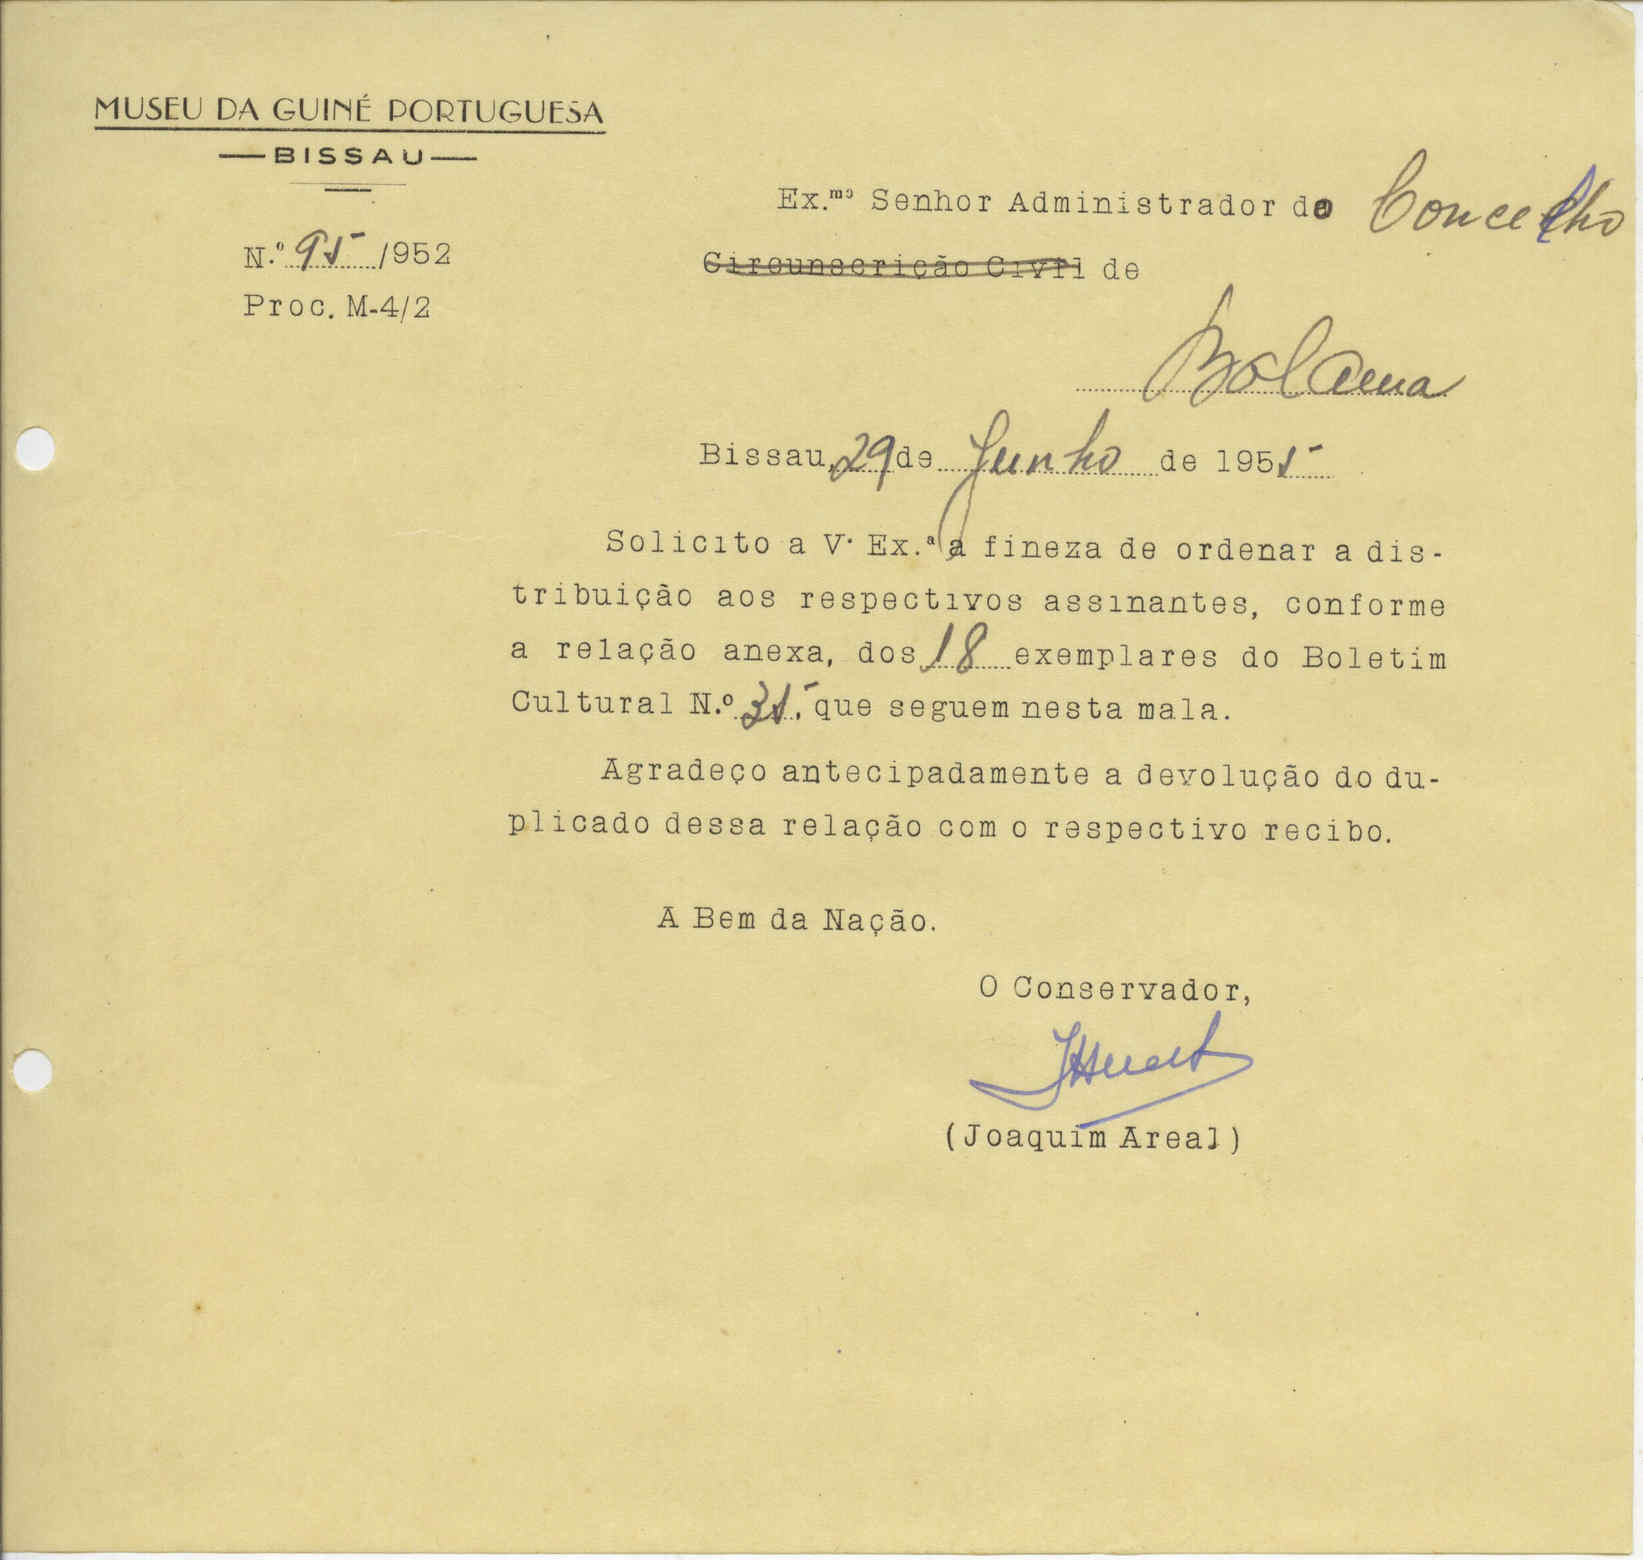 MUSEU DA GUINÉ PORTUGUESA
BISSAU
N.º 95 /952
Proc. M-4/2
Ex.mo Senhor Administrador do Concelho
Circunscrição Civil de
Bolama
Bissau, 29 de Junho de 1955
Solicito a V. Ex.ª a fineza de ordenar a dis-
tribuição aos respectivos assinantes, conforme
a relação anexa, dos 18 exemplares do Boletim
Cultural N.º 35, que seguem nesta mala.
Agradeço antecipadamente a devolução do du-
plicado dessa relação com o respectivo recibo.
A Bem da Nação.
O Conservador,
(Joaquim Areal)